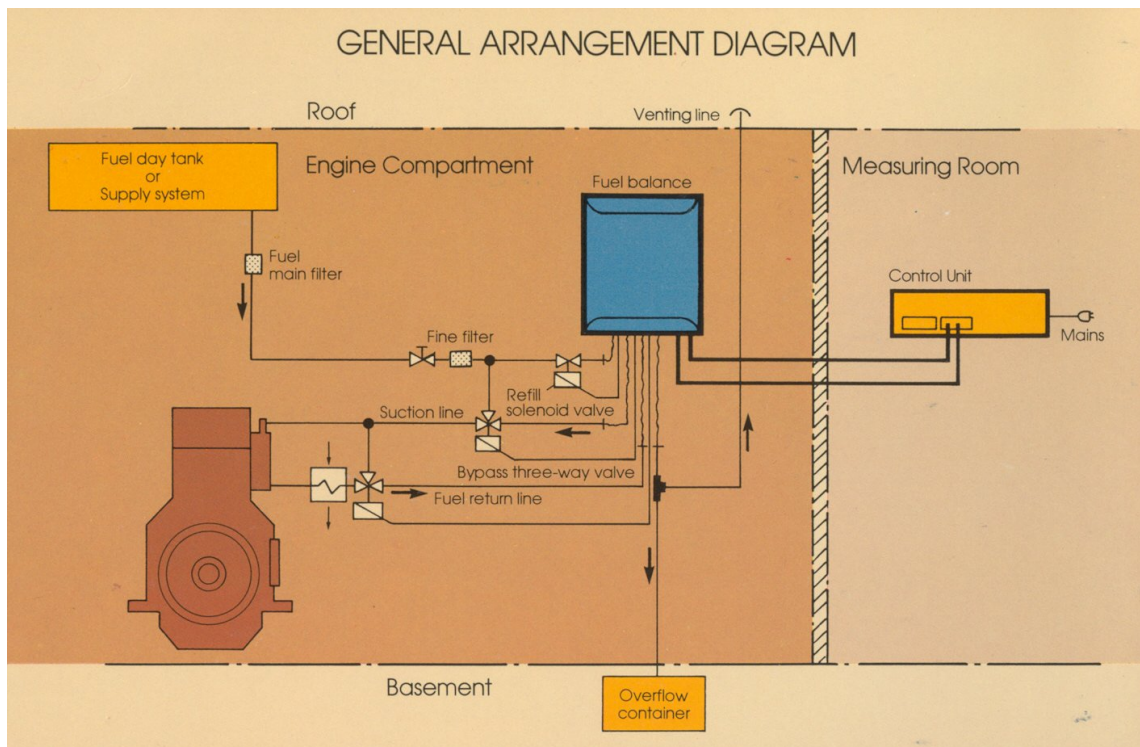 GENERAL ARRANGEMENT DIAGRAM
Roof
Venting line
Fuel day tank
or
Supply system
Engine Compartment
Measuring Room
Fuel balance
Fuel
main filter
Control Unit
Mains
Fine filter
Refill
solenoid valve
Suction line
Bypass three-way valve
Fuel return line
Basement
Overflow
container